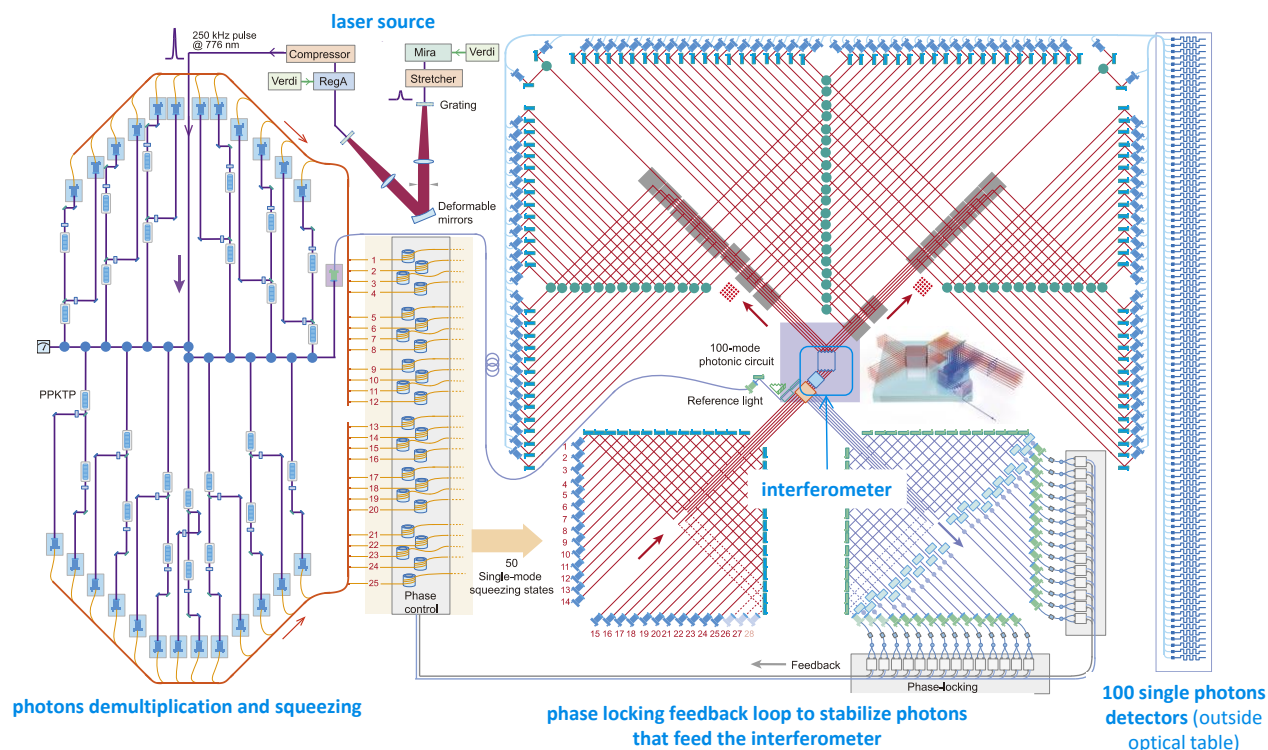 laser source
250 kHz pulse
@ 776 nm
Compressor
Mira
Verdi
Verdi
RegA
Stretcher
Grating
Deformable
mirrors
1
2
3
4
5
6
7
8
9
10
11
12
PPKTP
13
14
15
16
17
18
19
20
21
22
23
24
25
Phase
control
50
Single-mode
squeezing states
100-mode
photonic circuit
Reference light
interferometer
1
2
3
4
5
6
7
8
9
10
11
12
13
14
15 16 17 18 19 20 21 22 23 24 25 26 27 28
Feedback
Phase-locking
photons demultiplication and squeezing
phase locking feedback loop to stabilize photons
that feed the interferometer
100 single photons
detectors (outside
optical table)